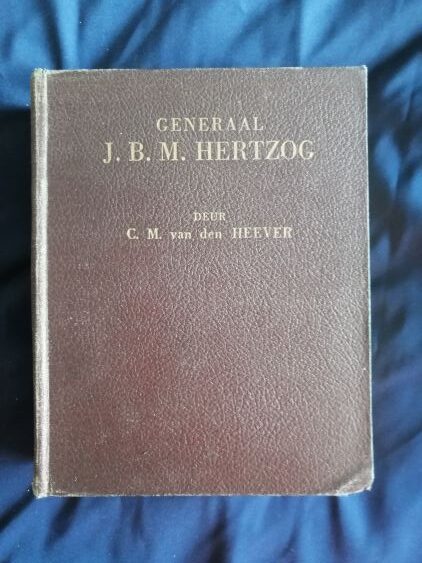 GENERAAL
J. B. M. HERTZOG
DEUR
C. M. van den HEEVER